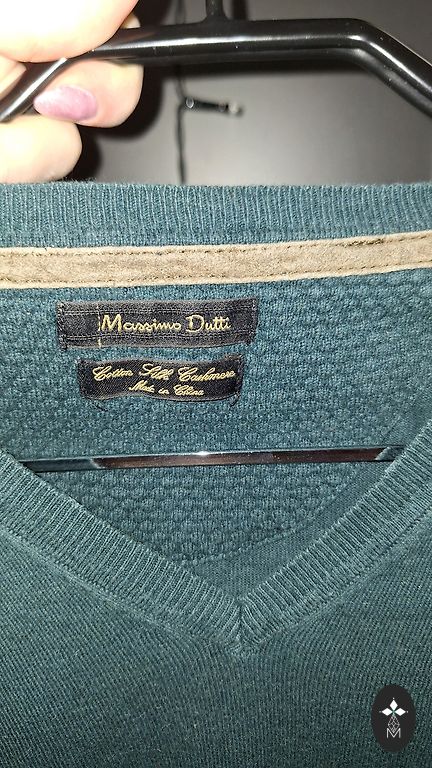 Massimo Dutti
Cotton Silk Cashmere
Made in China
M